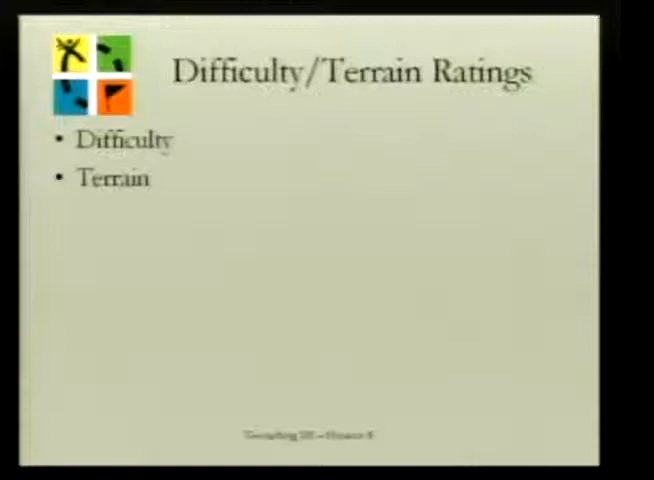 Difficulty/Terrain Ratings
• Difficulty
• Terrain